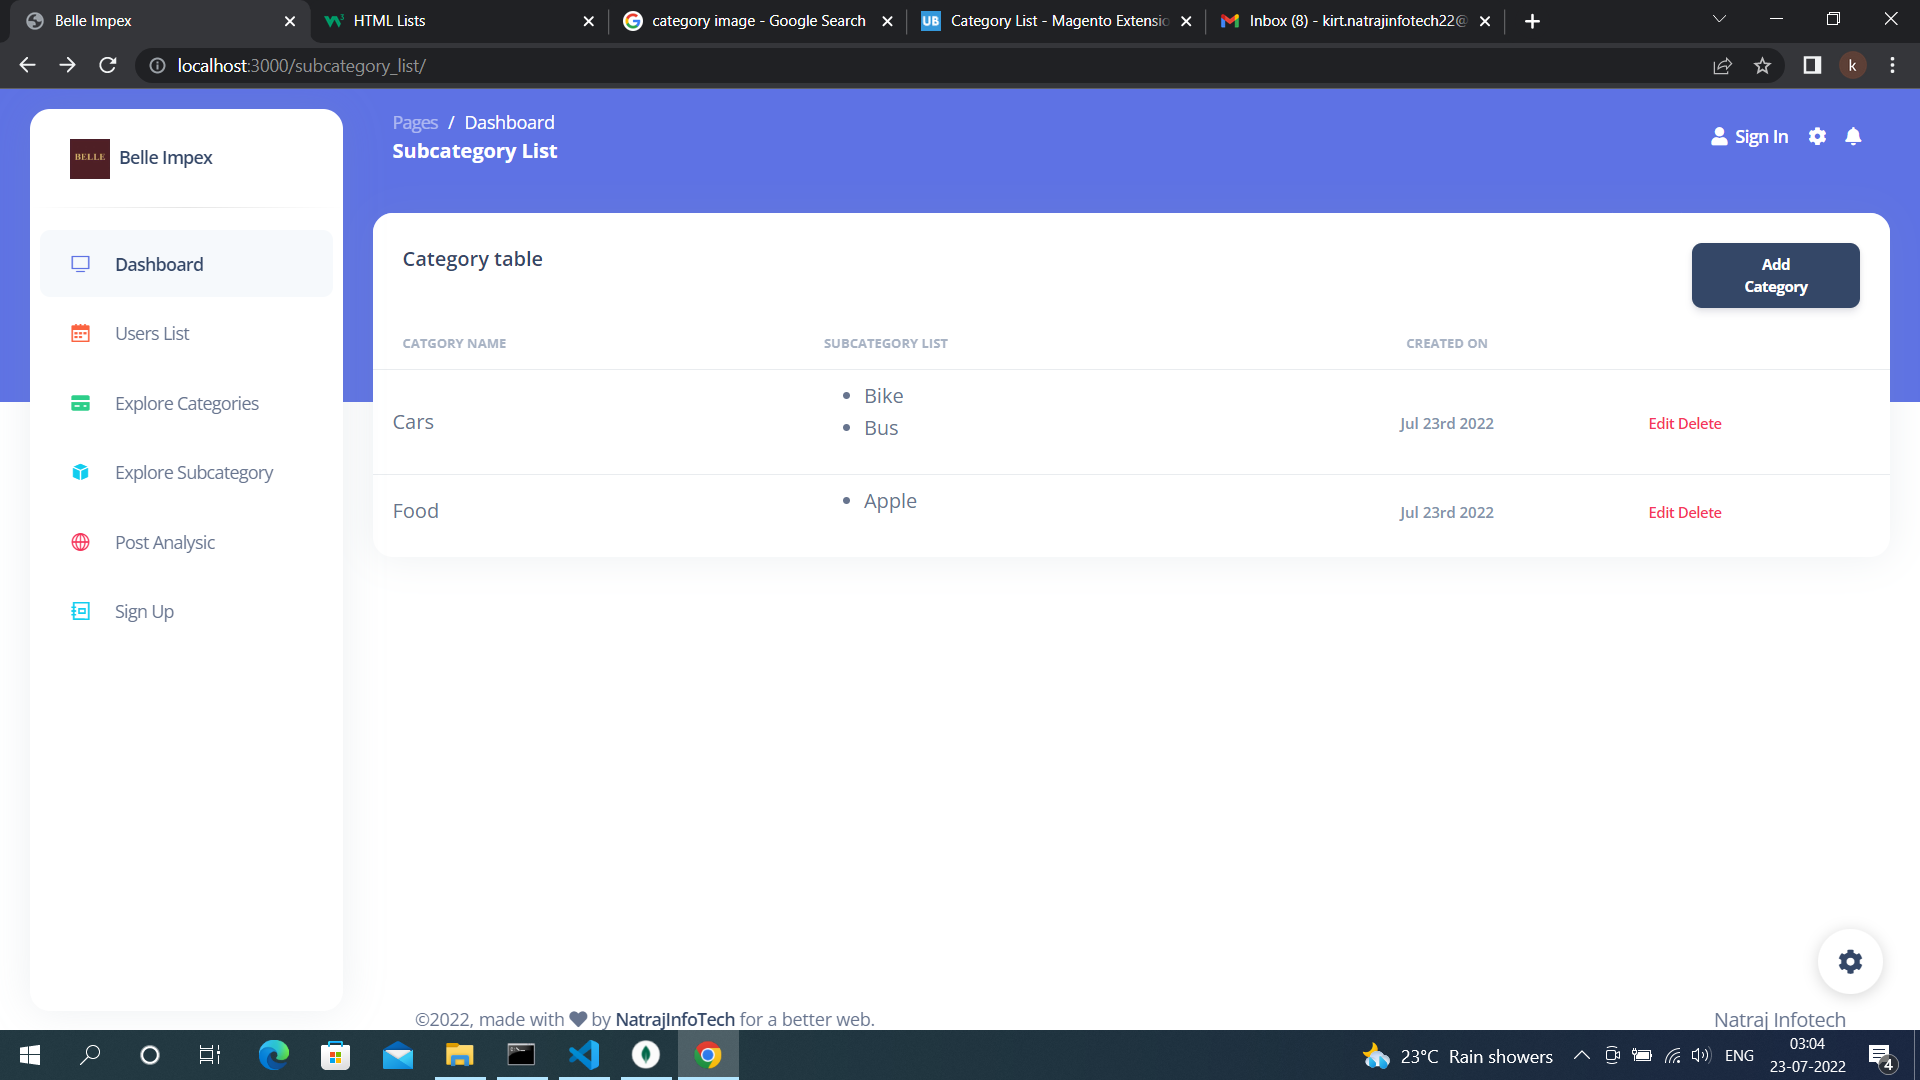 Belle Impex
HTML Lists
category image - Google Search
Category List - Magento Extensio
Inbox (8) - kirt.natrajinfotech22@
localhost:3000/subcategory_list/
k
BELLE
Belle Impex
Pages / Dashboard
Subcategory List
Sign In
Dashboard
Users List
Explore Categories
Explore Subcategory
Post Analysic
Sign Up
Category table
Add
Category
CATGORY NAME
SUBCATEGORY LIST
CREATED ON
Cars
• Bike
• Bus
Jul 23rd 2022
Edit Delete
Food
• Apple
Jul 23rd 2022
Edit Delete
©2022, made with ♥ by NatrajInfoTech for a better web.
Natraj Infotech
23°C Rain showers
ENG
03:04
23-07-2022
4